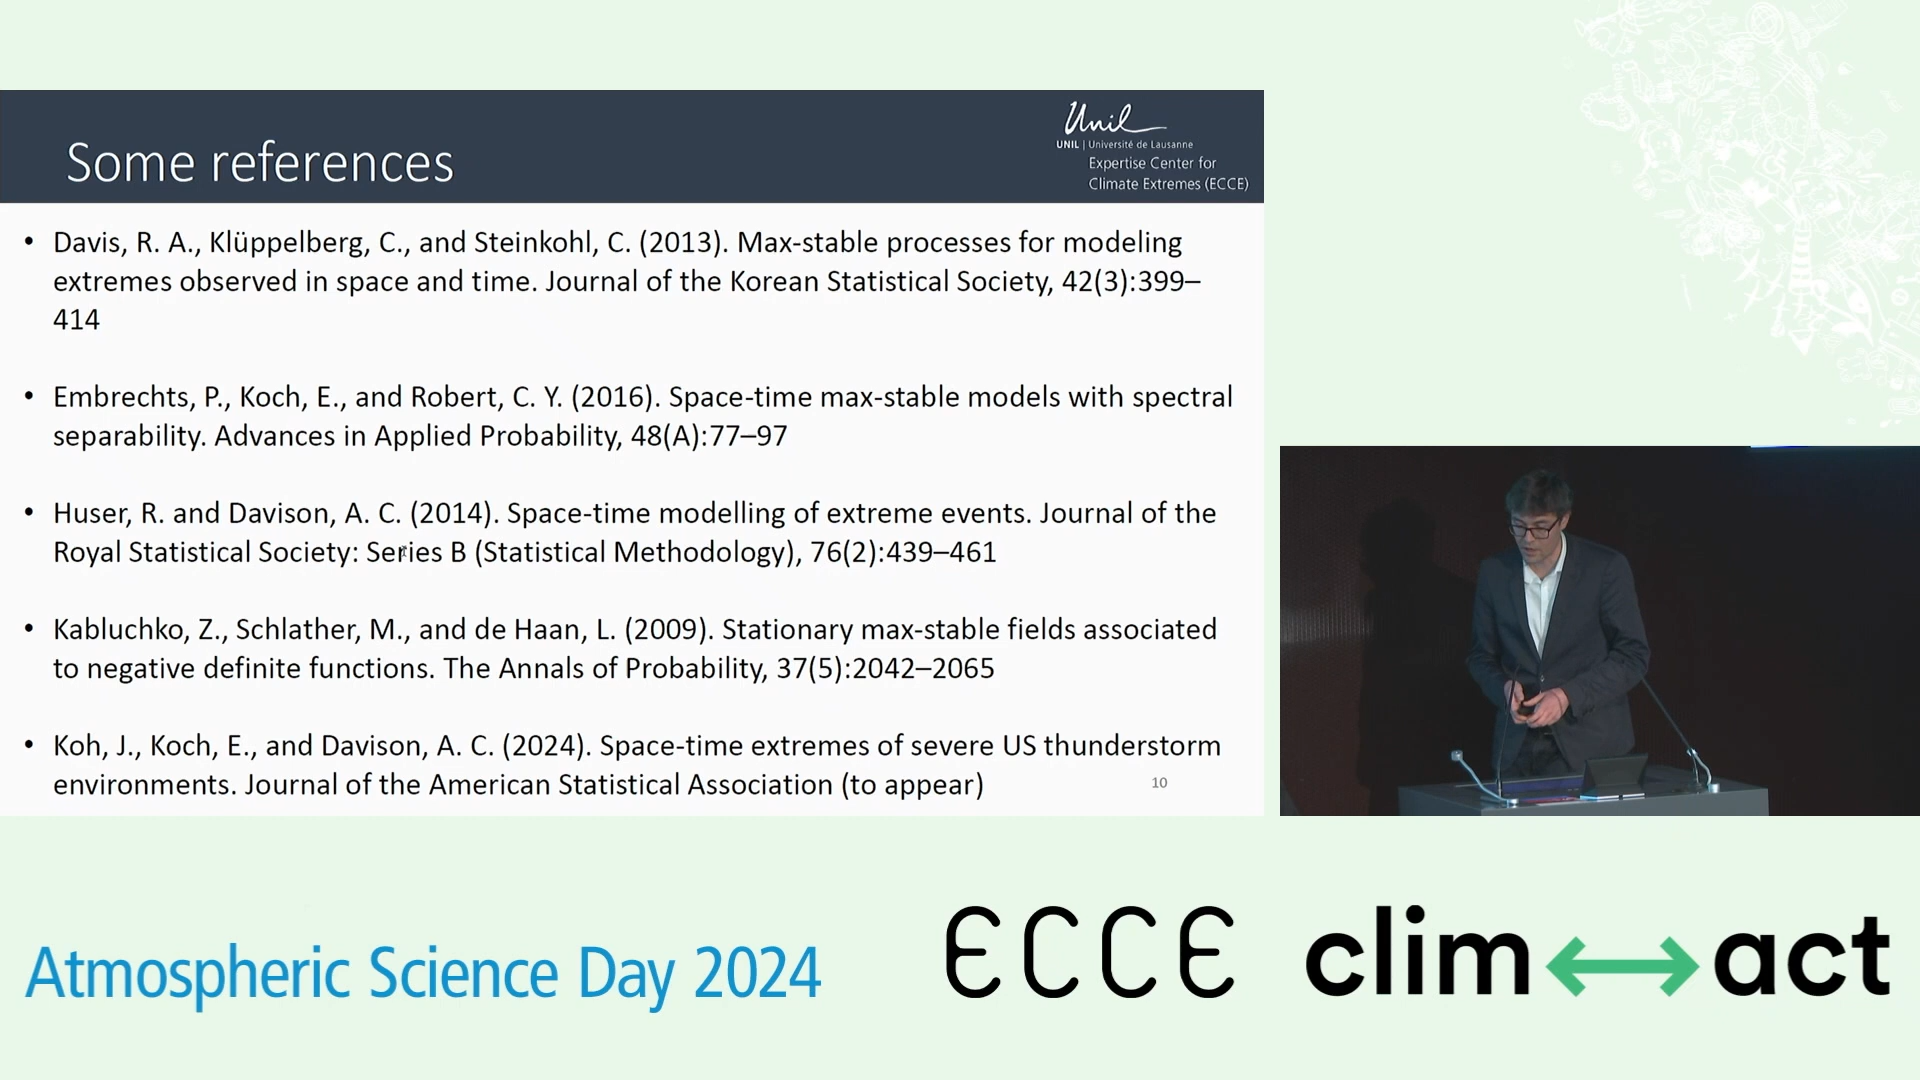 Some references
Unil
UNIL | Université de Lausanne
Expertise Center for
Climate Extremes (ECCE)
• Davis, R. A., Klüppelberg, C., and Steinkohl, C. (2013). Max-stable processes for modeling
extremes observed in space and time. Journal of the Korean Statistical Society, 42(3):399–
414
• Embrechts, P., Koch, E., and Robert, C. Y. (2016). Space-time max-stable models with spectral
separability. Advances in Applied Probability, 48(A):77–97
• Huser, R. and Davison, A. C. (2014). Space-time modelling of extreme events. Journal of the
Royal Statistical Society: Series B (Statistical Methodology), 76(2):439–461
• Kabluchko, Z., Schlather, M., and de Haan, L. (2009). Stationary max-stable fields associated
to negative definite functions. The Annals of Probability, 37(5):2042–2065
• Koh, J., Koch, E., and Davison, A. C. (2024). Space-time extremes of severe US thunderstorm
environments. Journal of the American Statistical Association (to appear)
10
Atmospheric Science Day 2024
ECCE
clim↔act